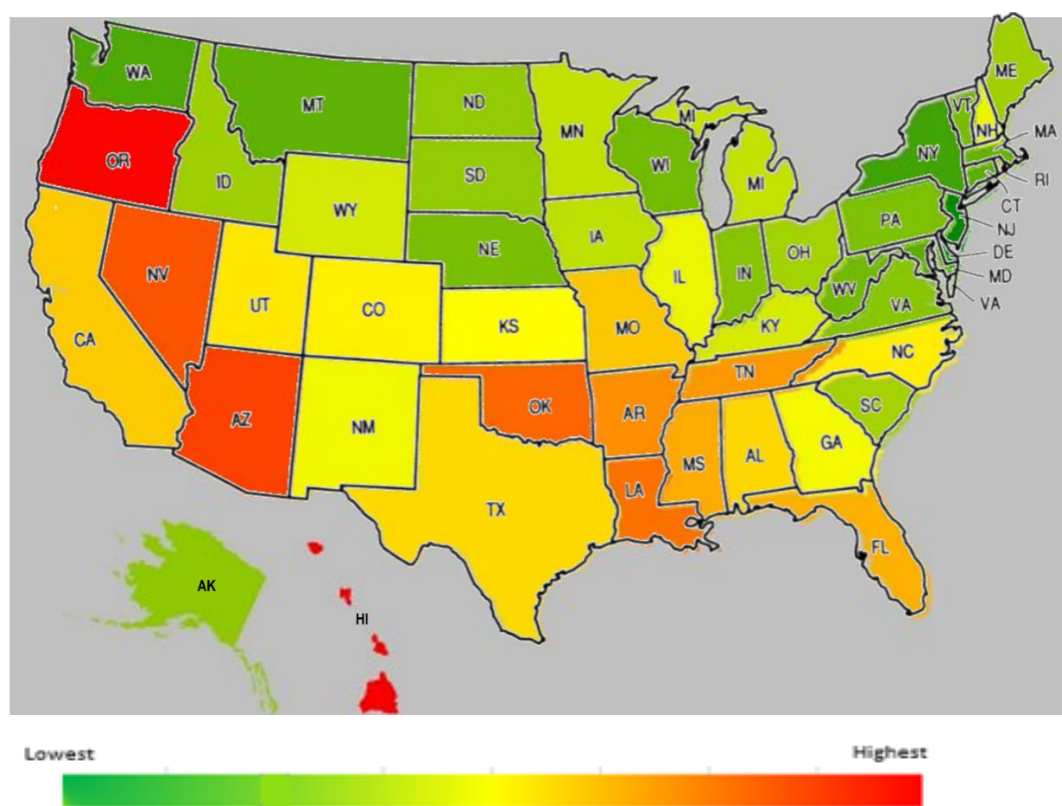 WA
MT
ND
MN
MI
ME
VT
NH
MA
OR
ID
SD
WI
MI
NY
RI
CT
WY
IA
PA
NJ
NE
OH
DE
NV
UT
CO
IL
IN
WV
MD
VA
VA
CA
KS
MO
KY
NC
TN
AZ
NM
OK
AR
SC
MS
AL
GA
LA
TX
FL
AK
HI
Lowest Highest